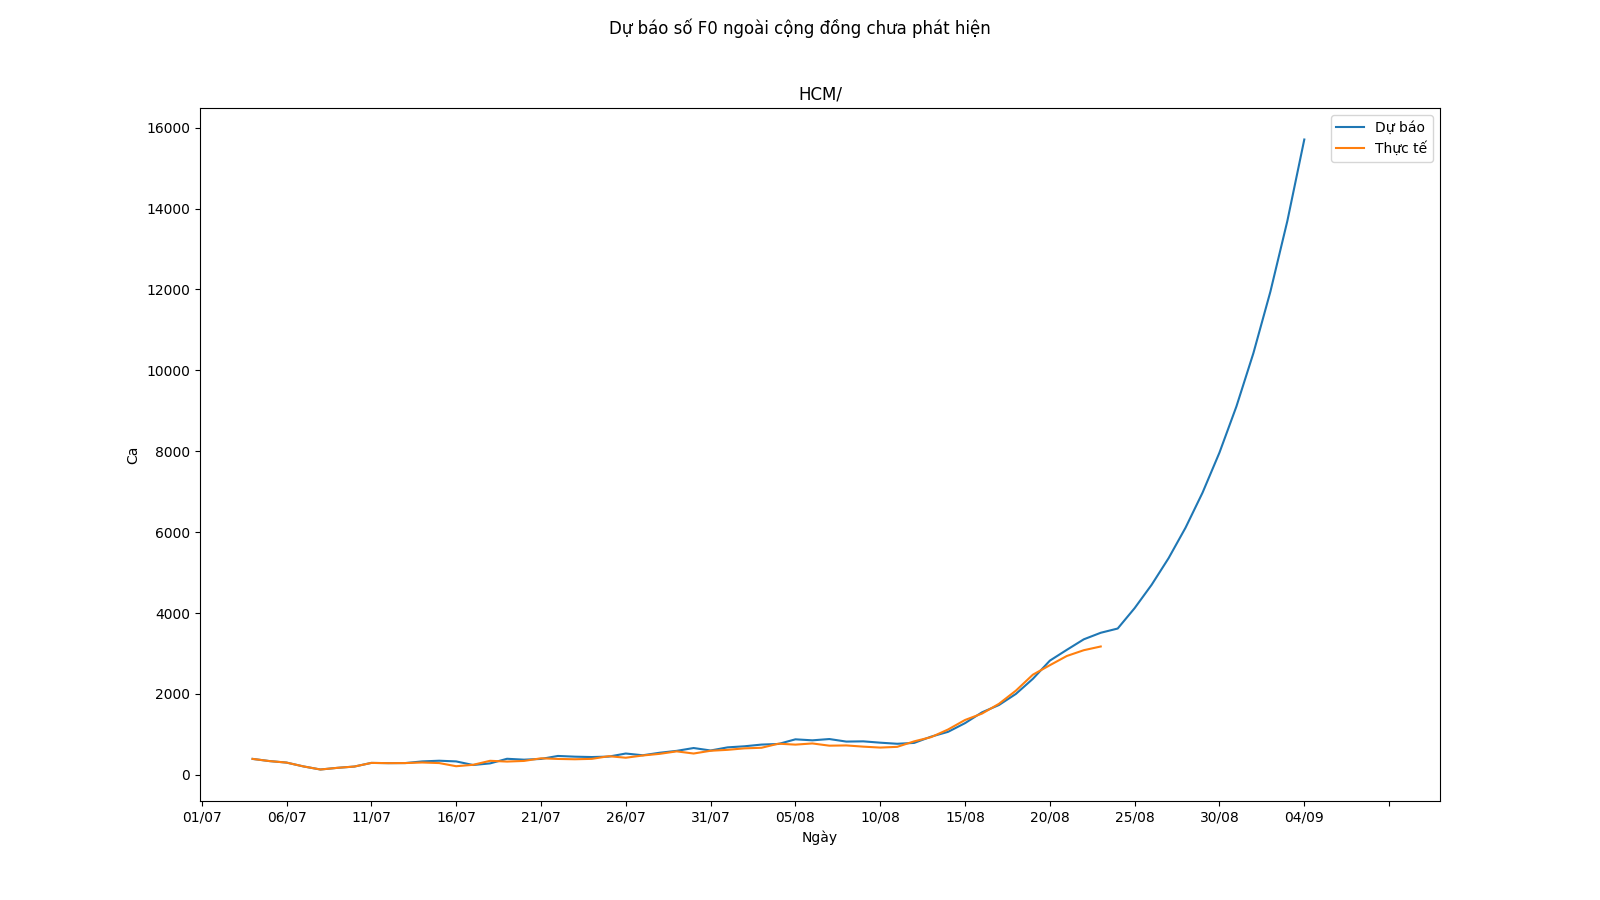 Dự báo số F0 ngoài cộng đồng chưa phát hiện
HCM/
Dự báo
Thực tế
16000
14000
12000
10000
8000
6000
4000
2000
0
Ca
01/07 06/07 11/07 16/07 21/07 26/07 31/07 05/08 10/08 15/08 20/08 25/08 30/08 04/09
Ngày